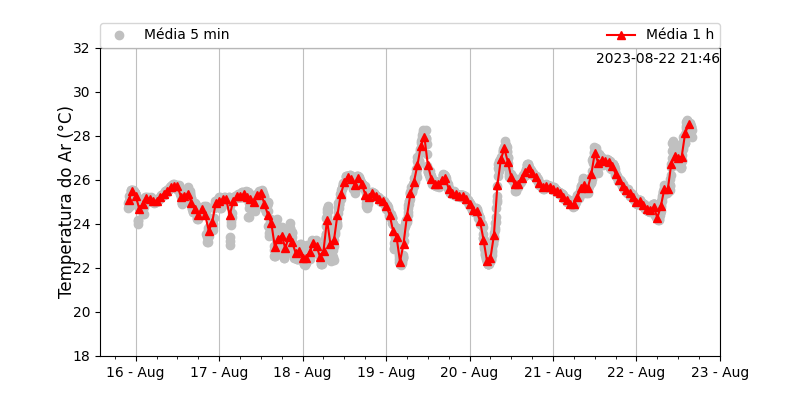 Média 5 min
Média 1 h
2023-08-22 21:46
Temperatura do Ar (°C)
32
30
28
26
24
22
20
18
16 - Aug
17 - Aug
18 - Aug
19 - Aug
20 - Aug
21 - Aug
22 - Aug
23 - Aug